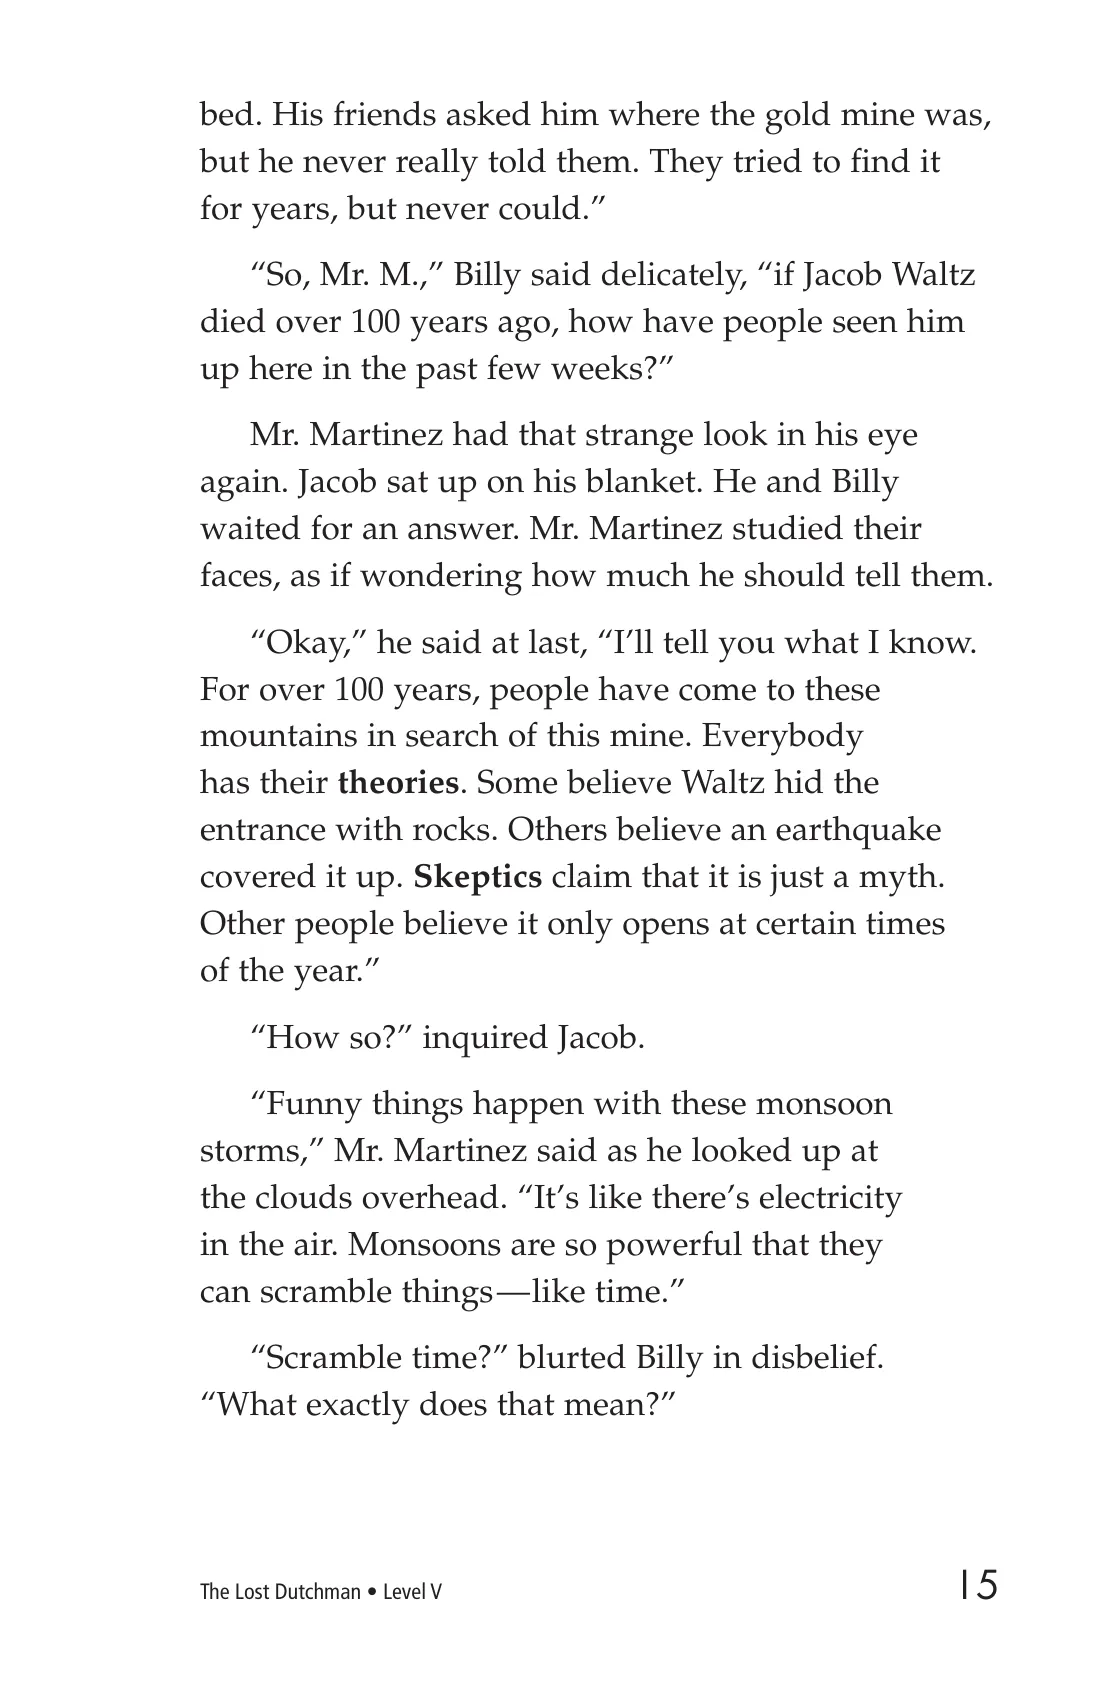 bed. His friends asked him where the gold mine was,
but he never really told them. They tried to find it
for years, but never could.”
“So, Mr. M.,” Billy said delicately, “if Jacob Waltz
died over 100 years ago, how have people seen him
up here in the past few weeks?”
Mr. Martinez had that strange look in his eye
again. Jacob sat up on his blanket. He and Billy
waited for an answer. Mr. Martinez studied their
faces, as if wondering how much he should tell them.
“Okay,” he said at last, “I’ll tell you what I know.
For over 100 years, people have come to these
mountains in search of this mine. Everybody
has their theories. Some believe Waltz hid the
entrance with rocks. Others believe an earthquake
covered it up. Skeptics claim that it is just a myth.
Other people believe it only opens at certain times
of the year.”
“How so?” inquired Jacob.
“Funny things happen with these monsoon
storms,” Mr. Martinez said as he looked up at
the clouds overhead. “It’s like there’s electricity
in the air. Monsoons are so powerful that they
can scramble things—like time.”
“Scramble time?” blurted Billy in disbelief.
“What exactly does that mean?”
The Lost Dutchman • Level V 15